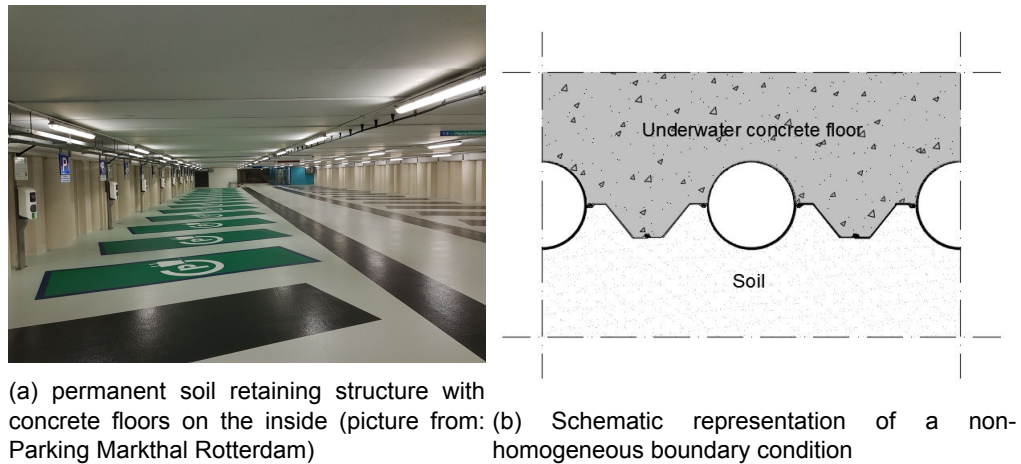 P
Underwater concrete floor
Soil
(a) permanent soil retaining structure with
concrete floors on the inside (picture from:
Parking Markthal Rotterdam)
(b) Schematic representation of a non-
homogeneous boundary condition